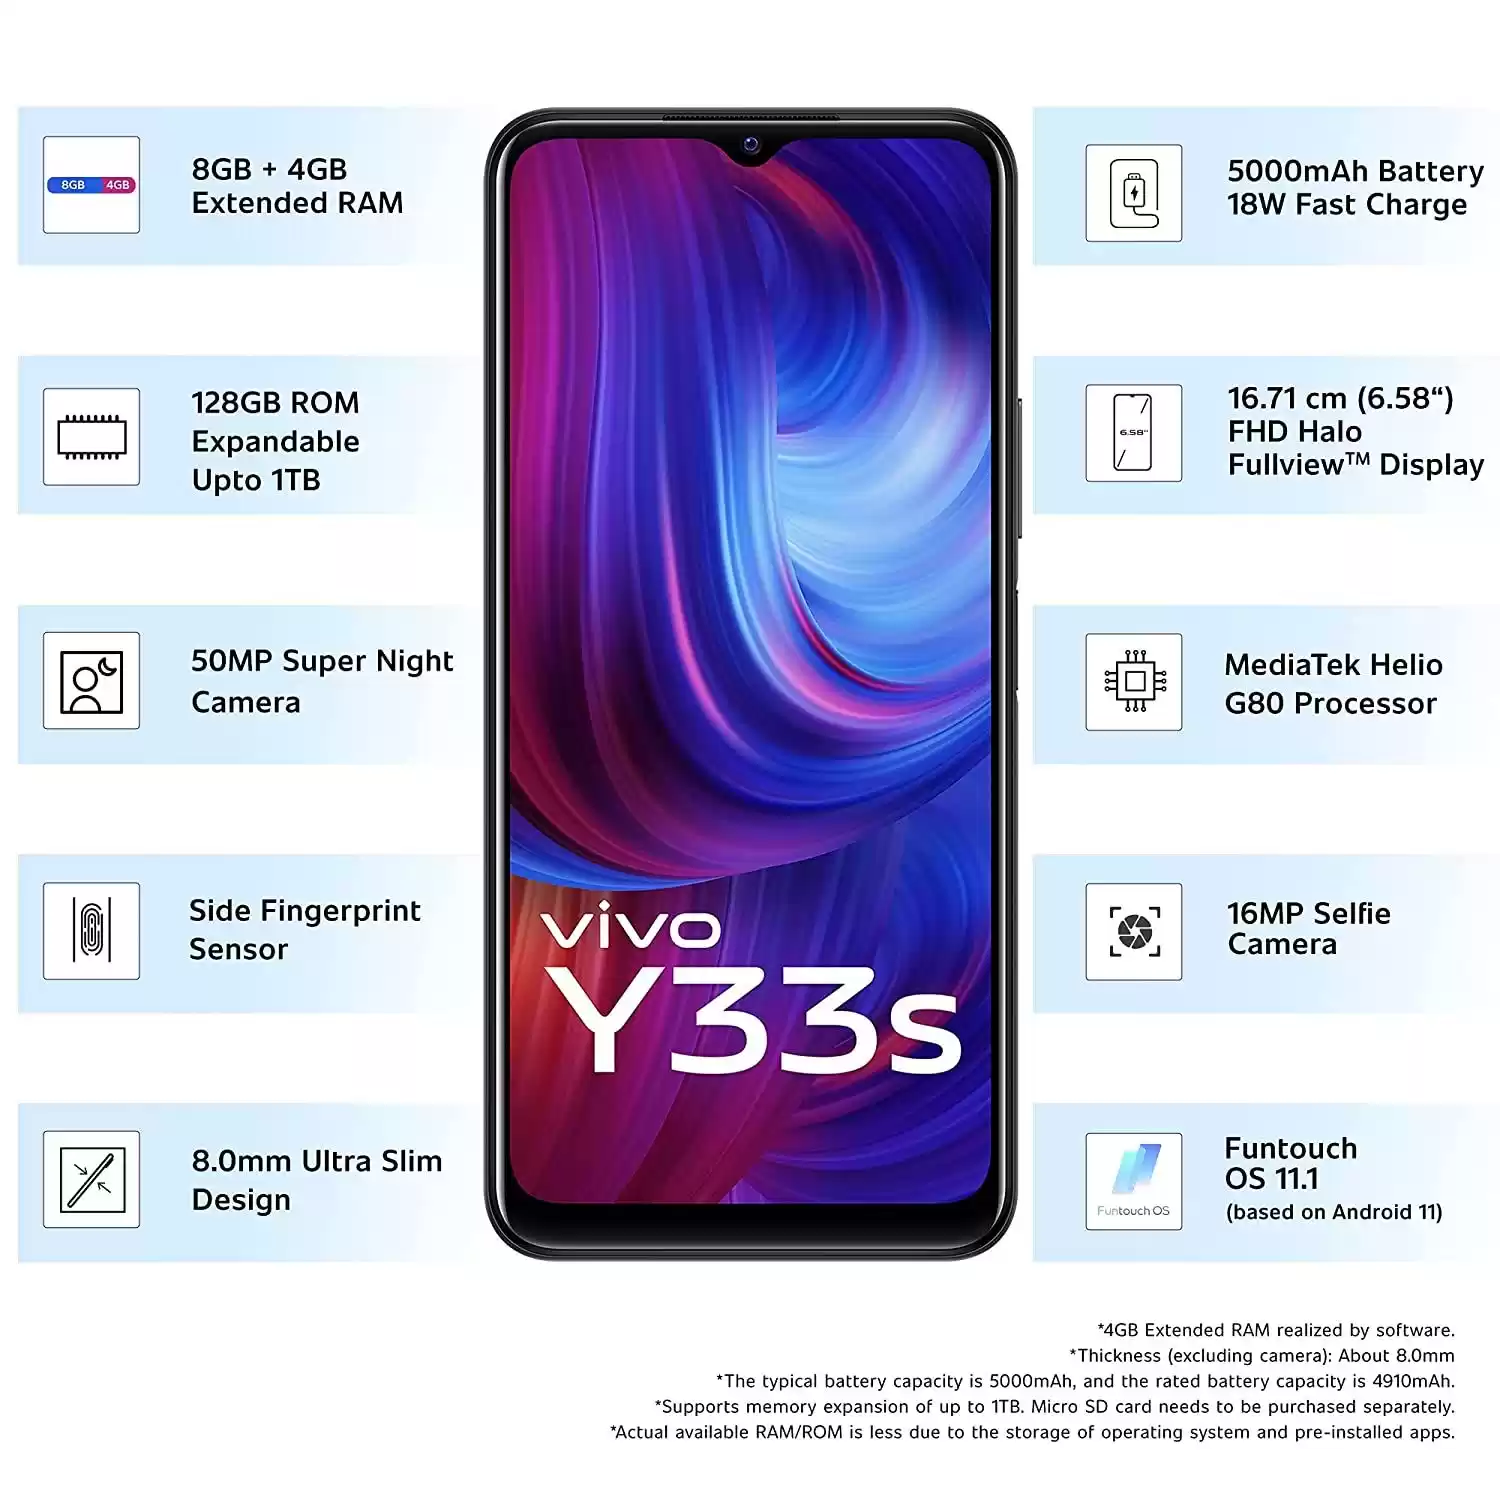 8GB 4GB
8GB + 4GB
Extended RAM
128GB ROM
Expandable
Upto 1TB
50MP Super Night
Camera
Side Fingerprint
Sensor
8.0mm Ultra Slim
Design
vivo
Y33s
5000mAh Battery
18W Fast Charge
6.58"
16.71 cm (6.58“)
FHD Halo
Fullview™ Display
MediaTek Helio
G80 Processor
16MP Selfie
Camera
Funtouch OS
Funtouch
OS 11.1
(based on Android 11)
*4GB Extended RAM realized by software.
*Thickness (excluding camera): About 8.0mm
*The typical battery capacity is 5000mAh, and the rated battery capacity is 4910mAh.
*Supports memory expansion of up to 1TB. Micro SD card needs to be purchased separately.
*Actual available RAM/ROM is less due to the storage of operating system and pre-installed apps.